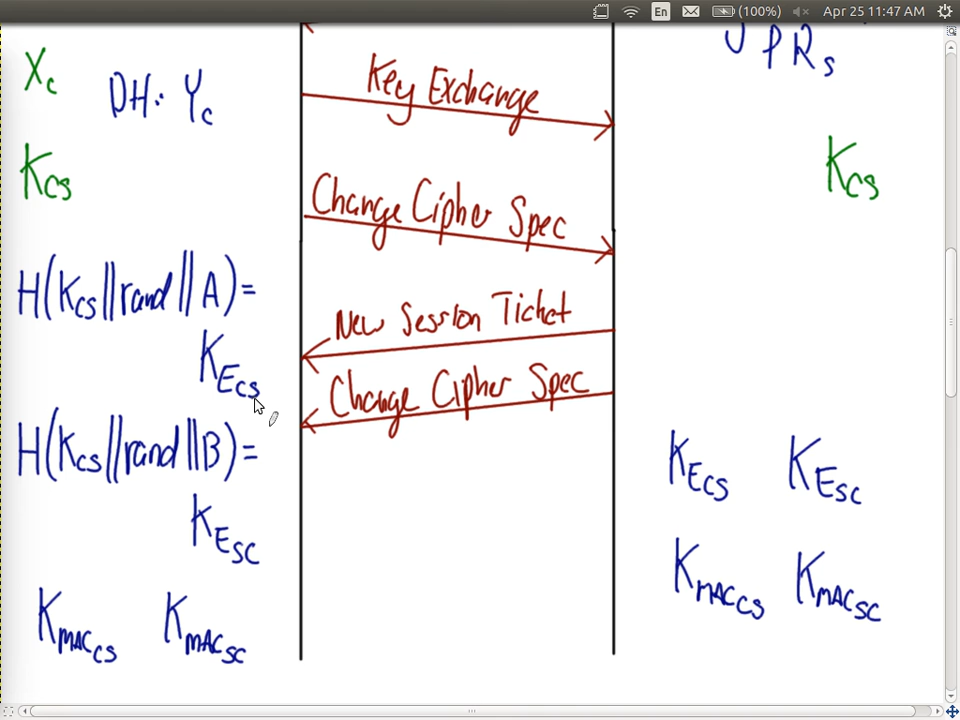 En (100%) Apr 25 11:47 AM
PRs
Xc
DH: Yc
Key Exchange
Kcs
Kcs
Change Cipher Spec
H(Kcs||rand||A)=
KEcs
New Session Ticket
Change Cipher Spec
H(Kcs||rand||B)=
KEsc
KEcs KEsc
KMACcs KMACsc
KMACcs KMACsc